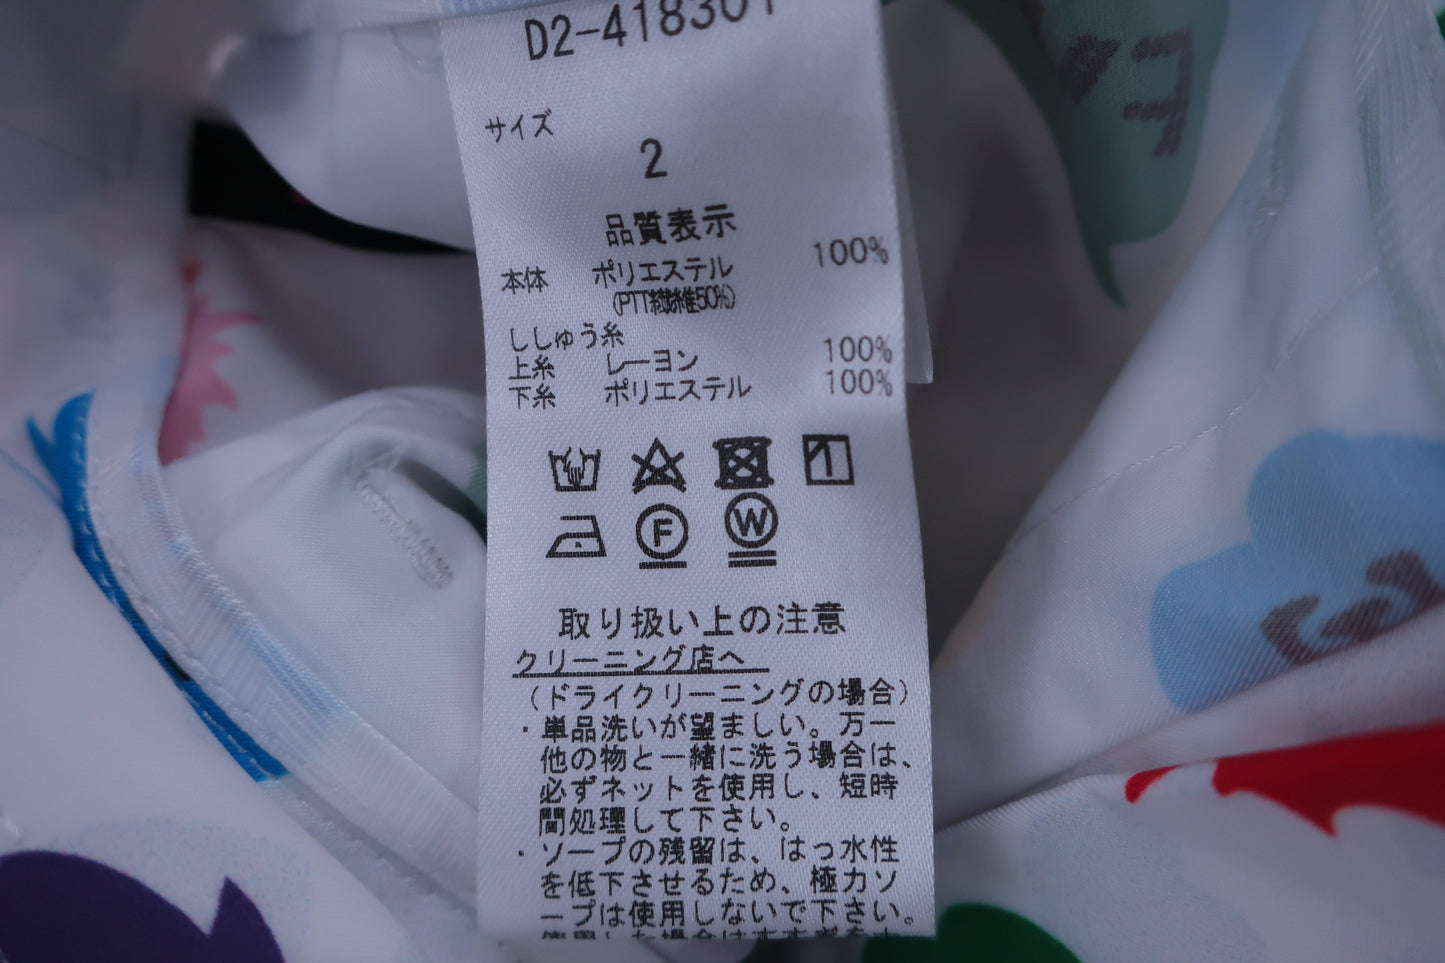 D2-418301
サイズ
2
品質表示
本体 ポリエステル 100%
(PTT繊維50%)
ししゅう糸
上糸 レーヨン 100%
下糸 ポリエステル 100%
F W
取り扱い上の注意
クリーニング店へ
(ドライクリーニングの場合)
・単品洗いが望ましい。万一
他の物と一緒に洗う場合は、
必ずネットを使用し、短時
間処理して下さい。
・ソープの残留は、はっ水性
を低下させるため、極力ソ
ープは使用しないで下さい。